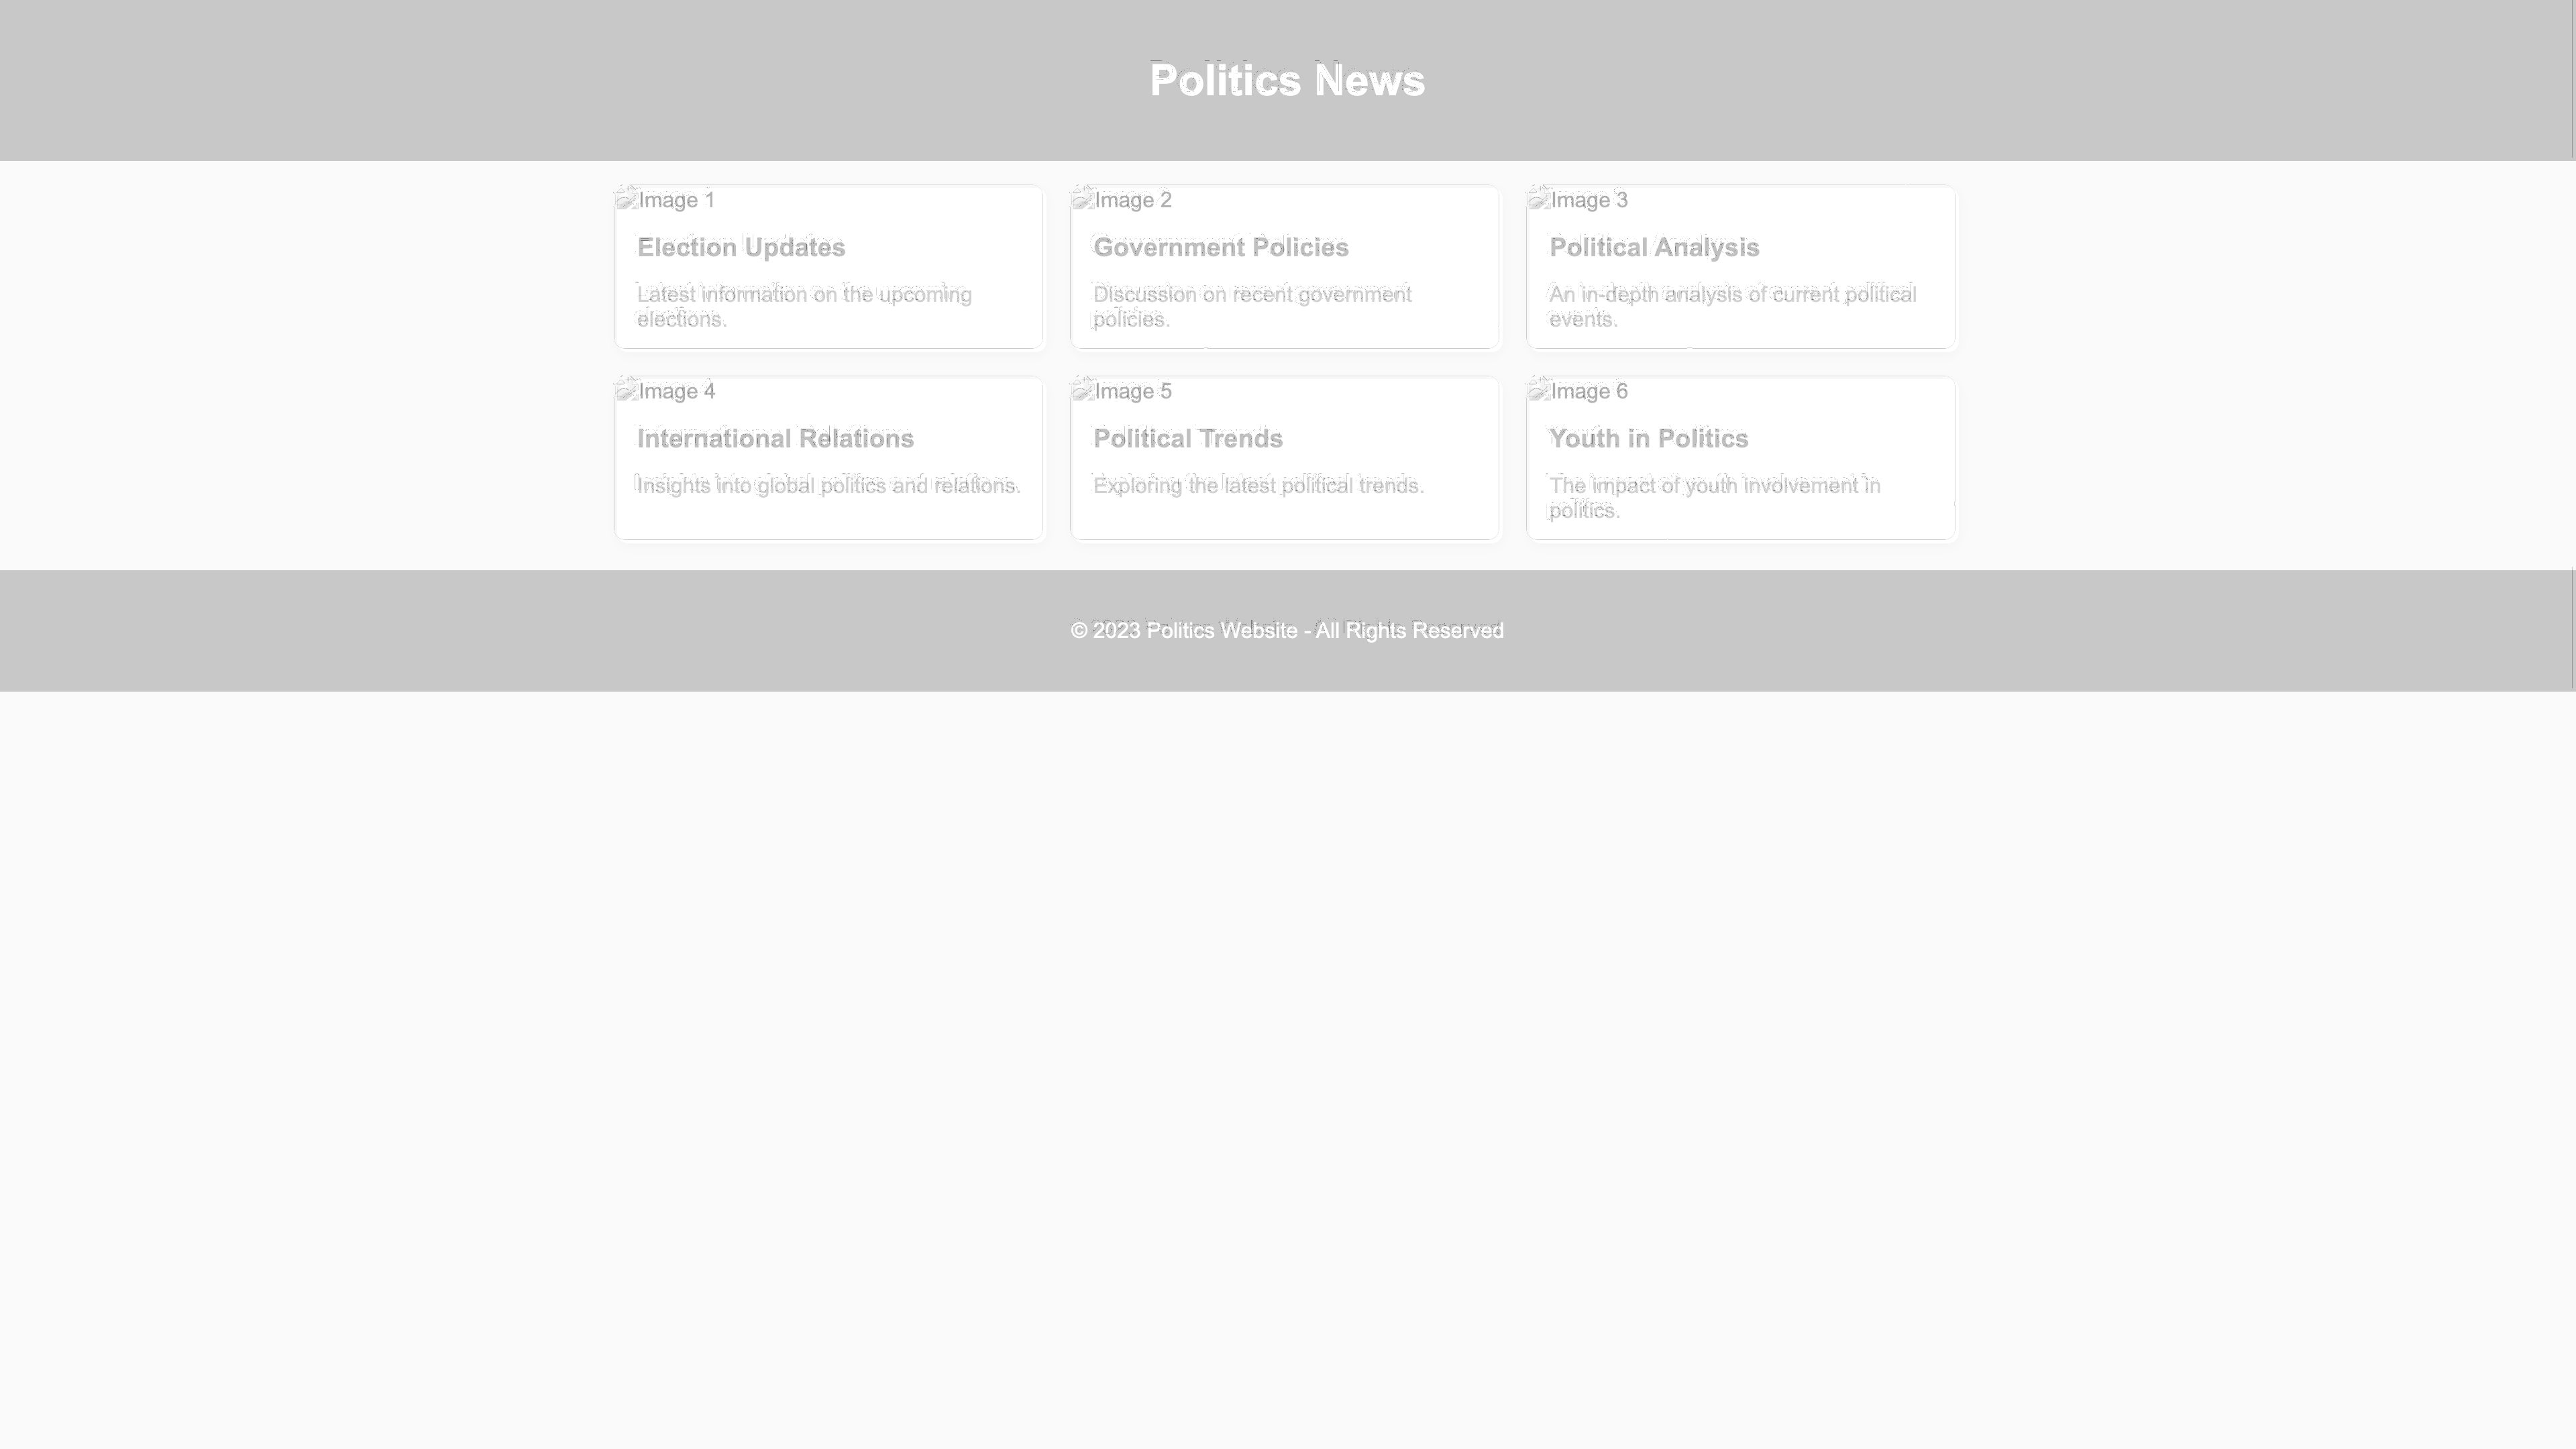 Politics News
Image 1
Image 2
Image 3
Election Updates
Government Policies
Political Analysis
Latest information on the upcoming
elections.
Discussion on recent government
policies.
An in-depth analysis of current political
events.
Image 4
Image 5
Image 6
International Relations
Political Trends
Youth in Politics
Insights into global politics and relations.
Exploring the latest political trends.
The impact of youth involvement in
politics.
© 2023 Politics Website - All Rights Reserved